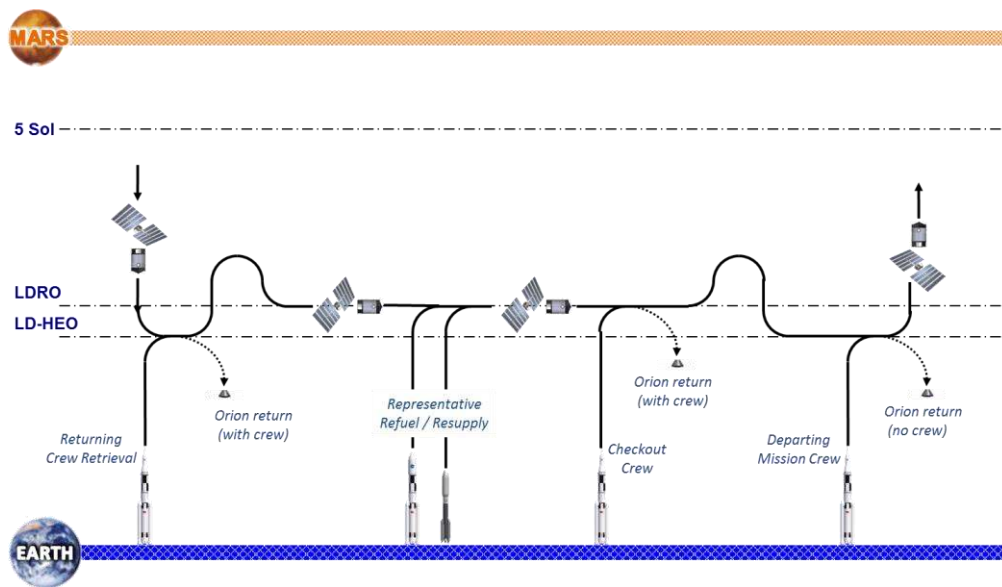 MARS
5 Sol
LDRO
LD-HEO
Orion return
(with crew)
Returning
Crew Retrieval
Representative
Refuel / Resupply
Orion return
(with crew)
Checkout
Crew
Departing
Mission Crew
Orion return
(no crew)
EARTH